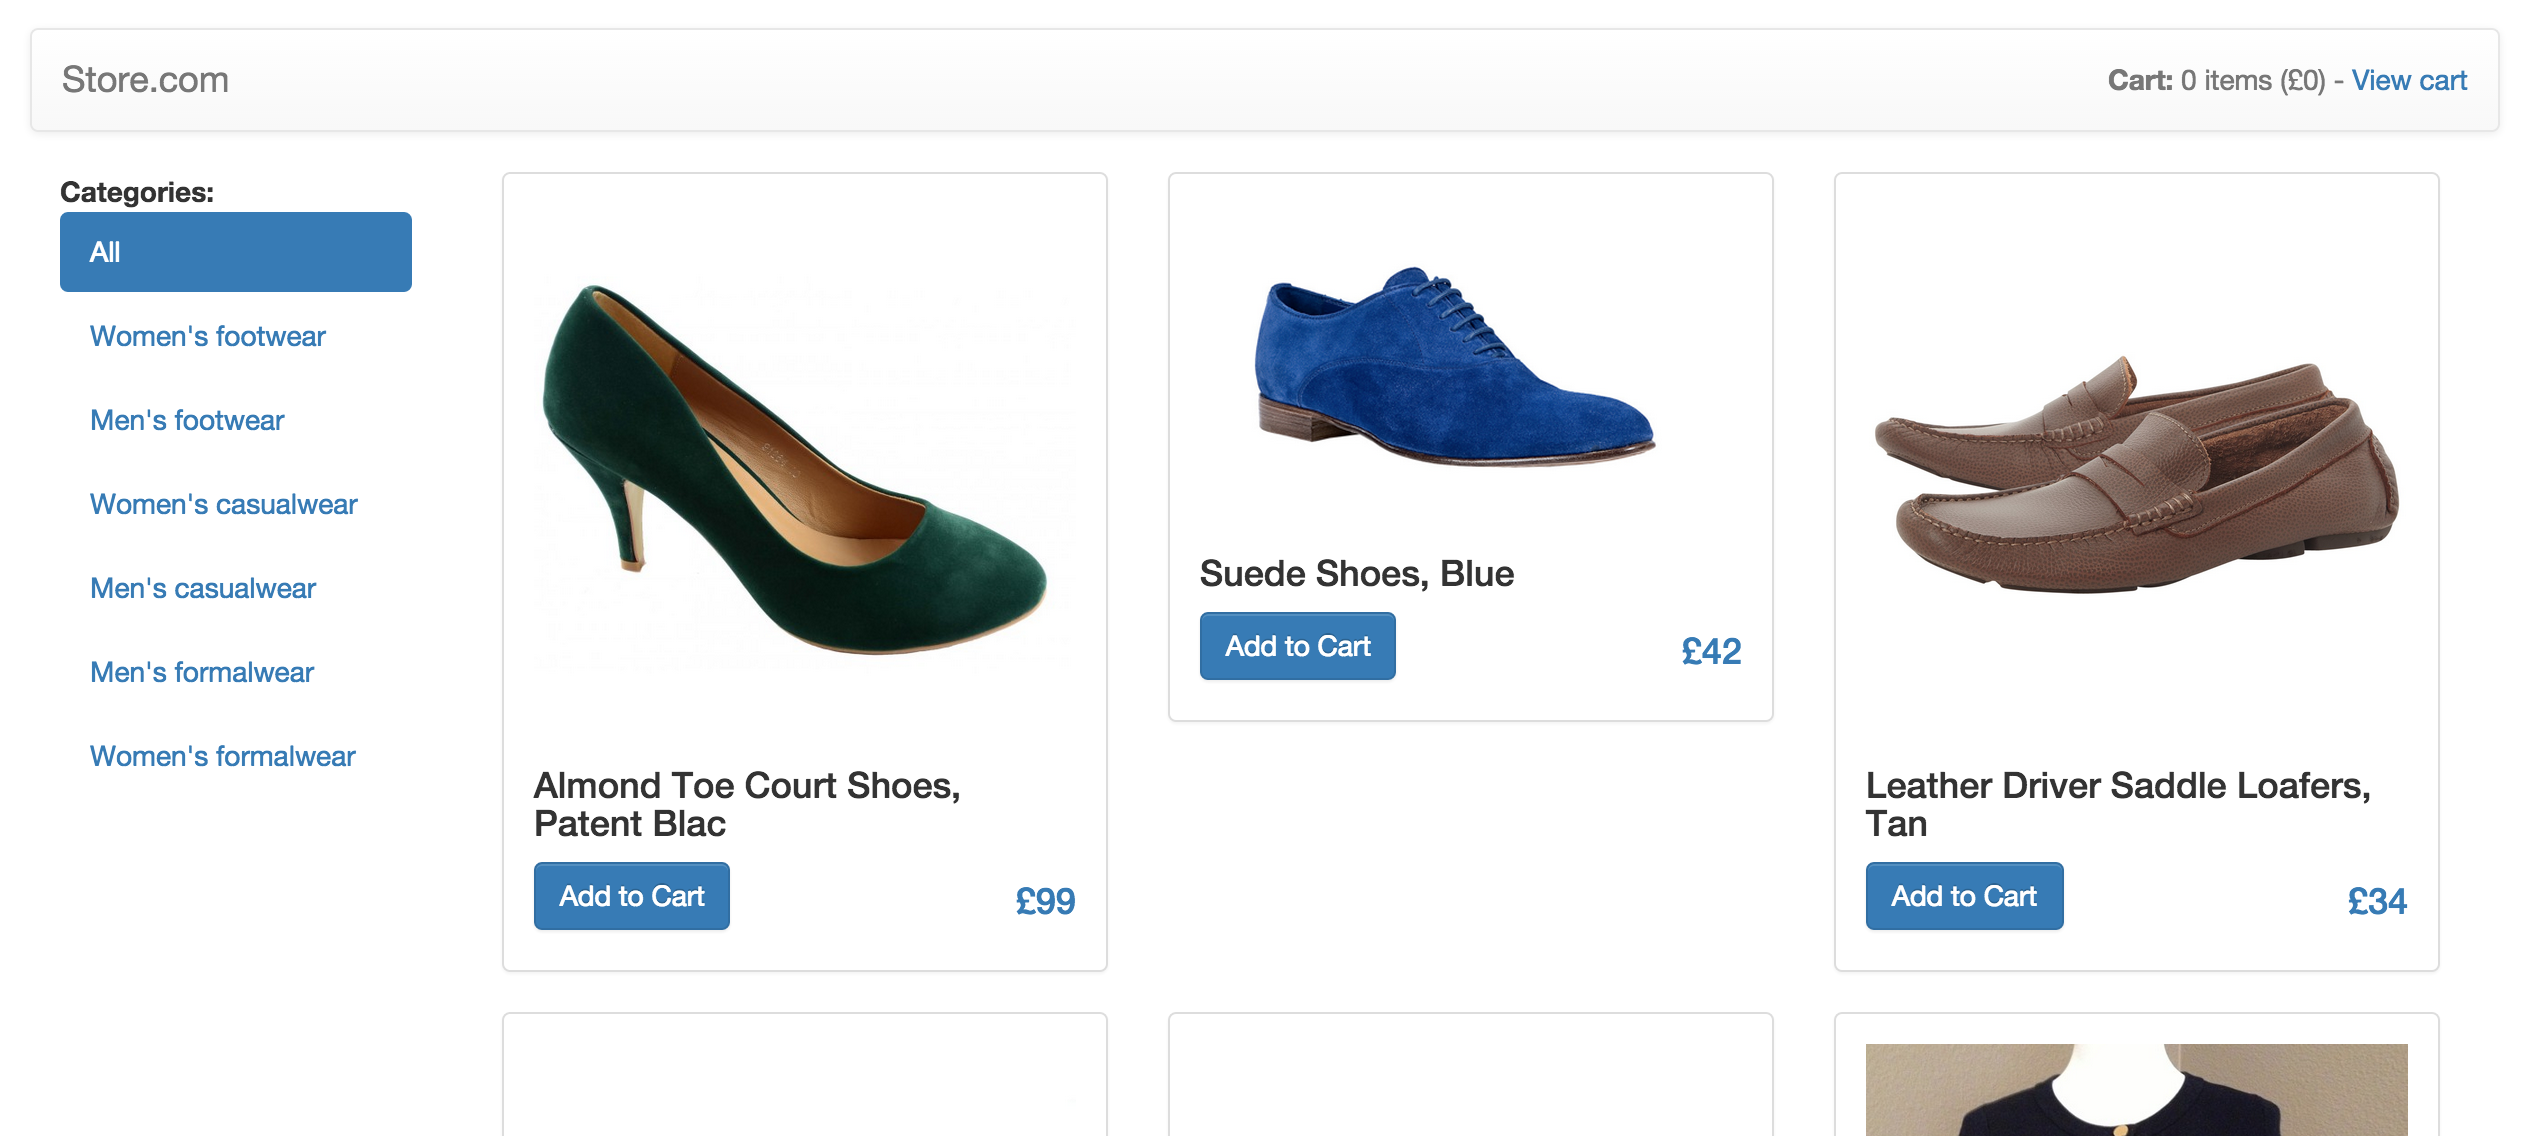 Store.com
Cart: 0 items (£0) - View cart
Categories:
All
Women's footwear
Men's footwear
Women's casualwear
Men's casualwear
Men's formalwear
Women's formalwear
Almond Toe Court Shoes,
Patent Blac
Add to Cart
£99
Suede Shoes, Blue
Add to Cart
£42
Leather Driver Saddle Loafers,
Tan
Add to Cart
£34